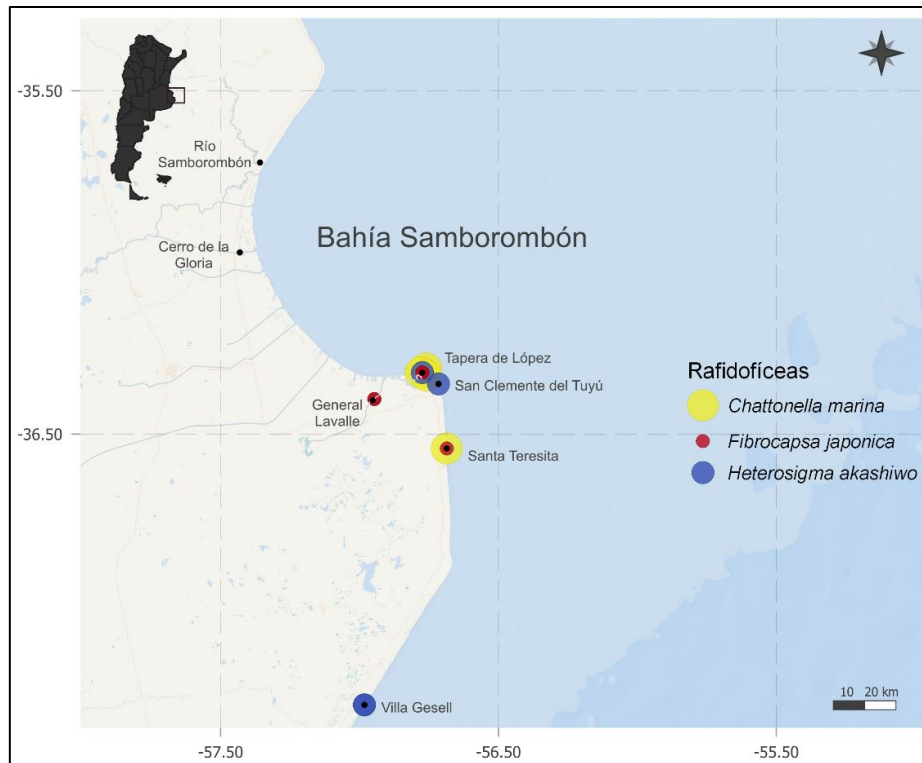 -35.50
Río
Samborombón
Cerro de la
Gloria
Bahía Samborombón
Tapera de López
San Clemente del Tuyú
General
Lavalle
-36.50
Santa Teresita
Rafidofíceas
Chattonella marina
Fibrocapsa japonica
Heterosigma akashiwo
Villa Gesell
10 20 km
-57.50 -56.50 -55.50